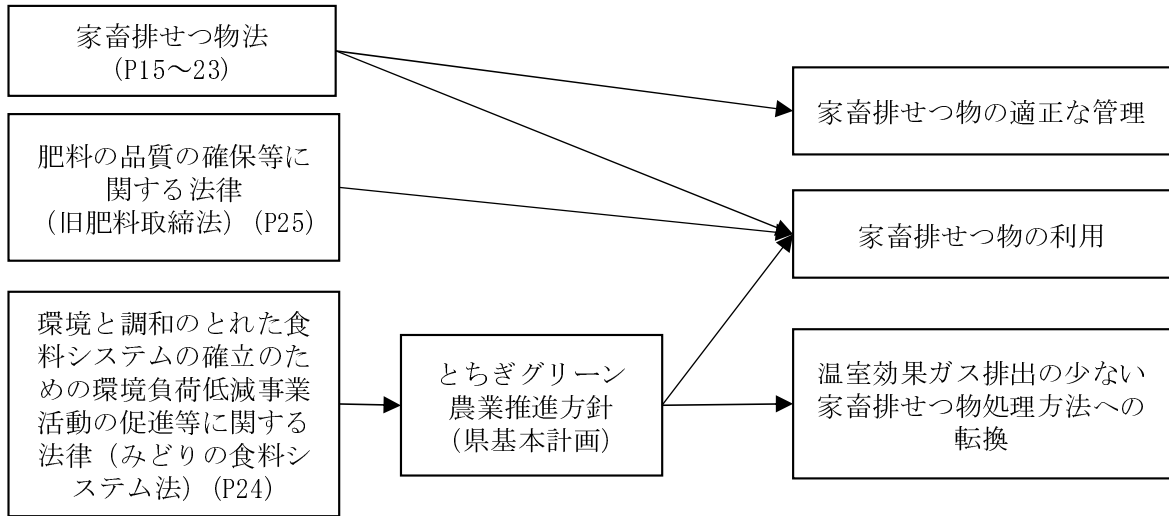 家畜排せつ物法
(P15～23)
肥料の品質の確保等に
関する法律
（旧肥料取締法）(P25)
環境と調和のとれた食
料システムの確立のた
めの環境負荷低減事業
活動の促進等に関する
法律（みどりの食料シ
ステム法）(P24)
とちぎグリーン
農業推進方針
（県基本計画）
家畜排せつ物の適正な管理
家畜排せつ物の利用
温室効果ガス排出の少ない
家畜排せつ物処理方法への
転換